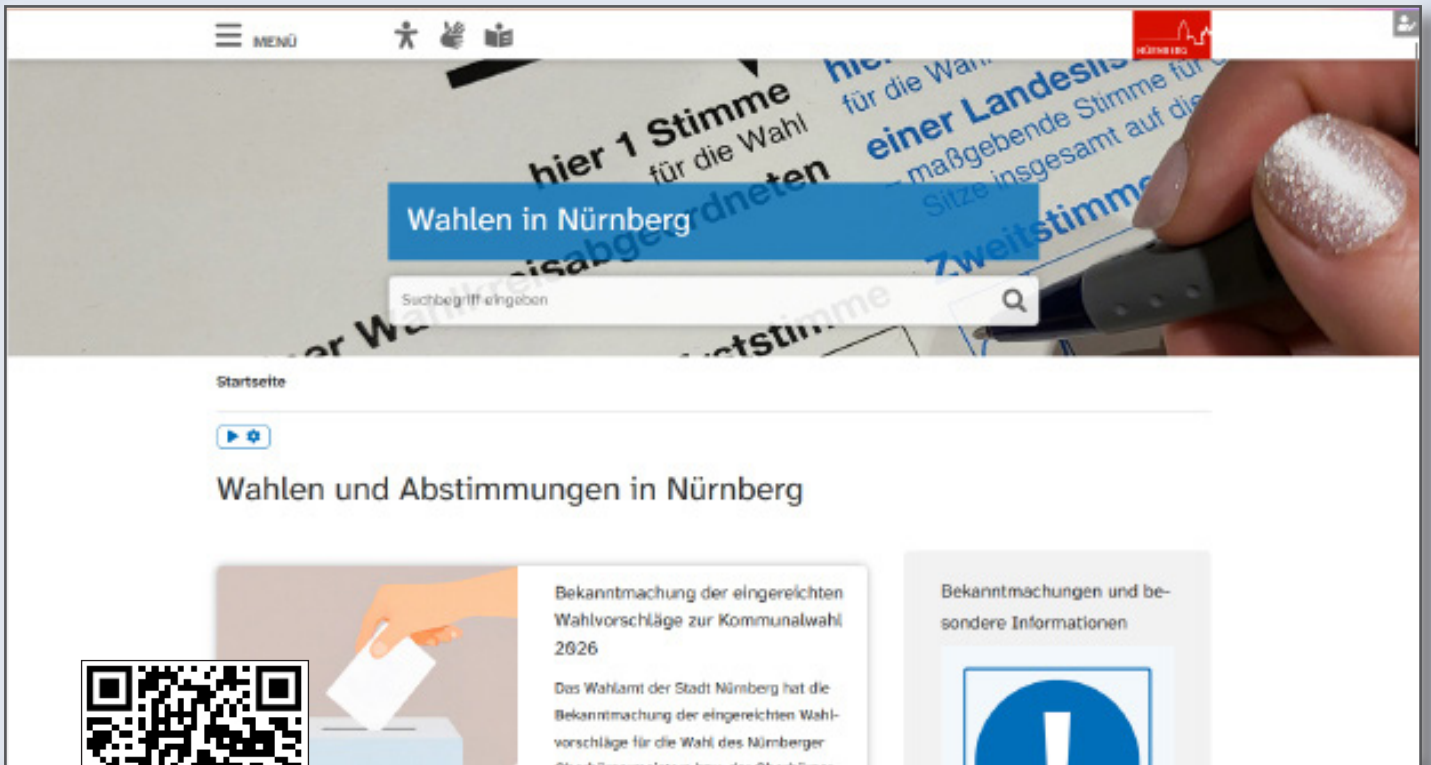 MENÜ
NÜRNBERG
hier 1 Stimme
für die Wahl
hier
für die Wahl
einer Landesliste
maßgebende Stimme für
Sitze insgesamt auf die
Zweitstimme
Wahlen in Nürnberg
Wahlkreisabgeordneten
Suchbegriff eingeben
Startseite
Wahlen und Abstimmungen in Nürnberg
Bekanntmachung der eingereichten
Wahlvorschläge zur Kommunalwahl
2026
Das Wahlamt der Stadt Nürnberg hat die
Bekanntmachung der eingereichten Wahl-
vorschläge für die Wahl des Nürnberger
Bekanntmachungen und be-
sondere Informationen